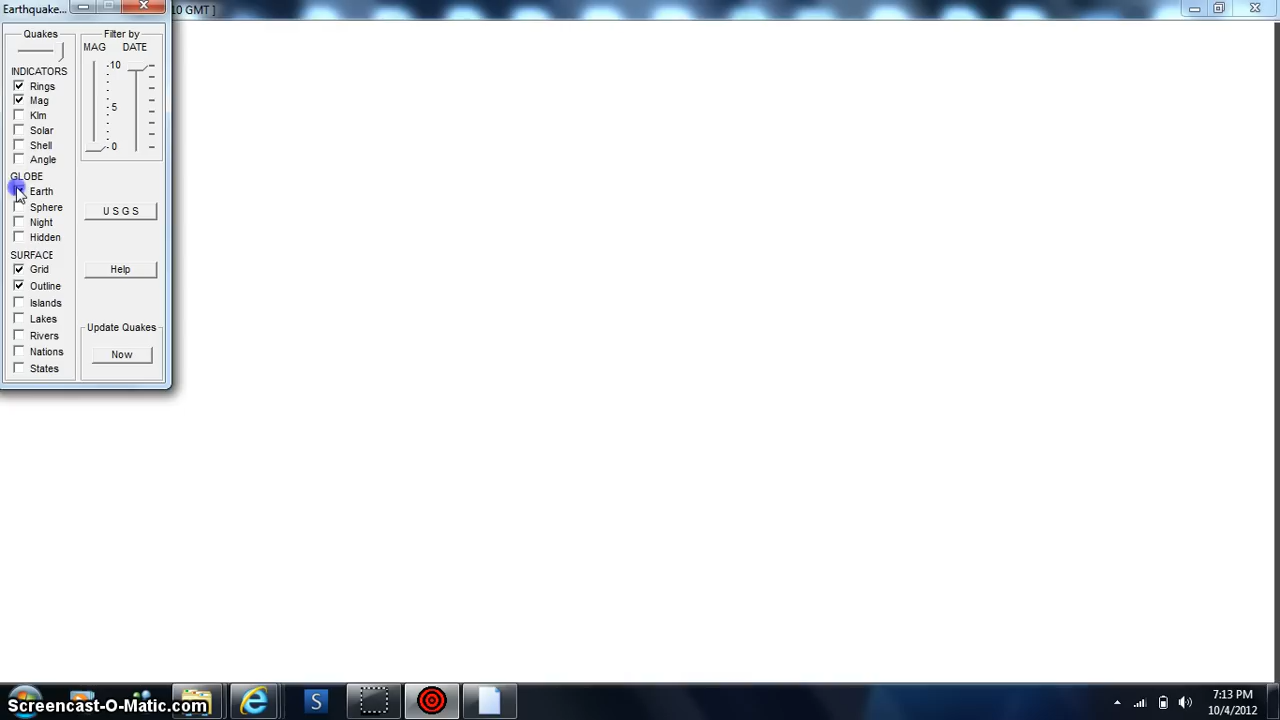 Earthquake...
10 GMT ]
Quakes
Filter by
MAG DATE
10
INDICATORS
Rings
Mag
5
Klm
Solar
0
Shell
Angle
GLOBE
Earth
Sphere
USGS
Night
Hidden
SURFACE
Grid
Help
Outline
Islands
Lakes
Update Quakes
Rivers
Nations
Now
States
S
7:13 PM
10/4/2012
Screencast-O-Matic.com